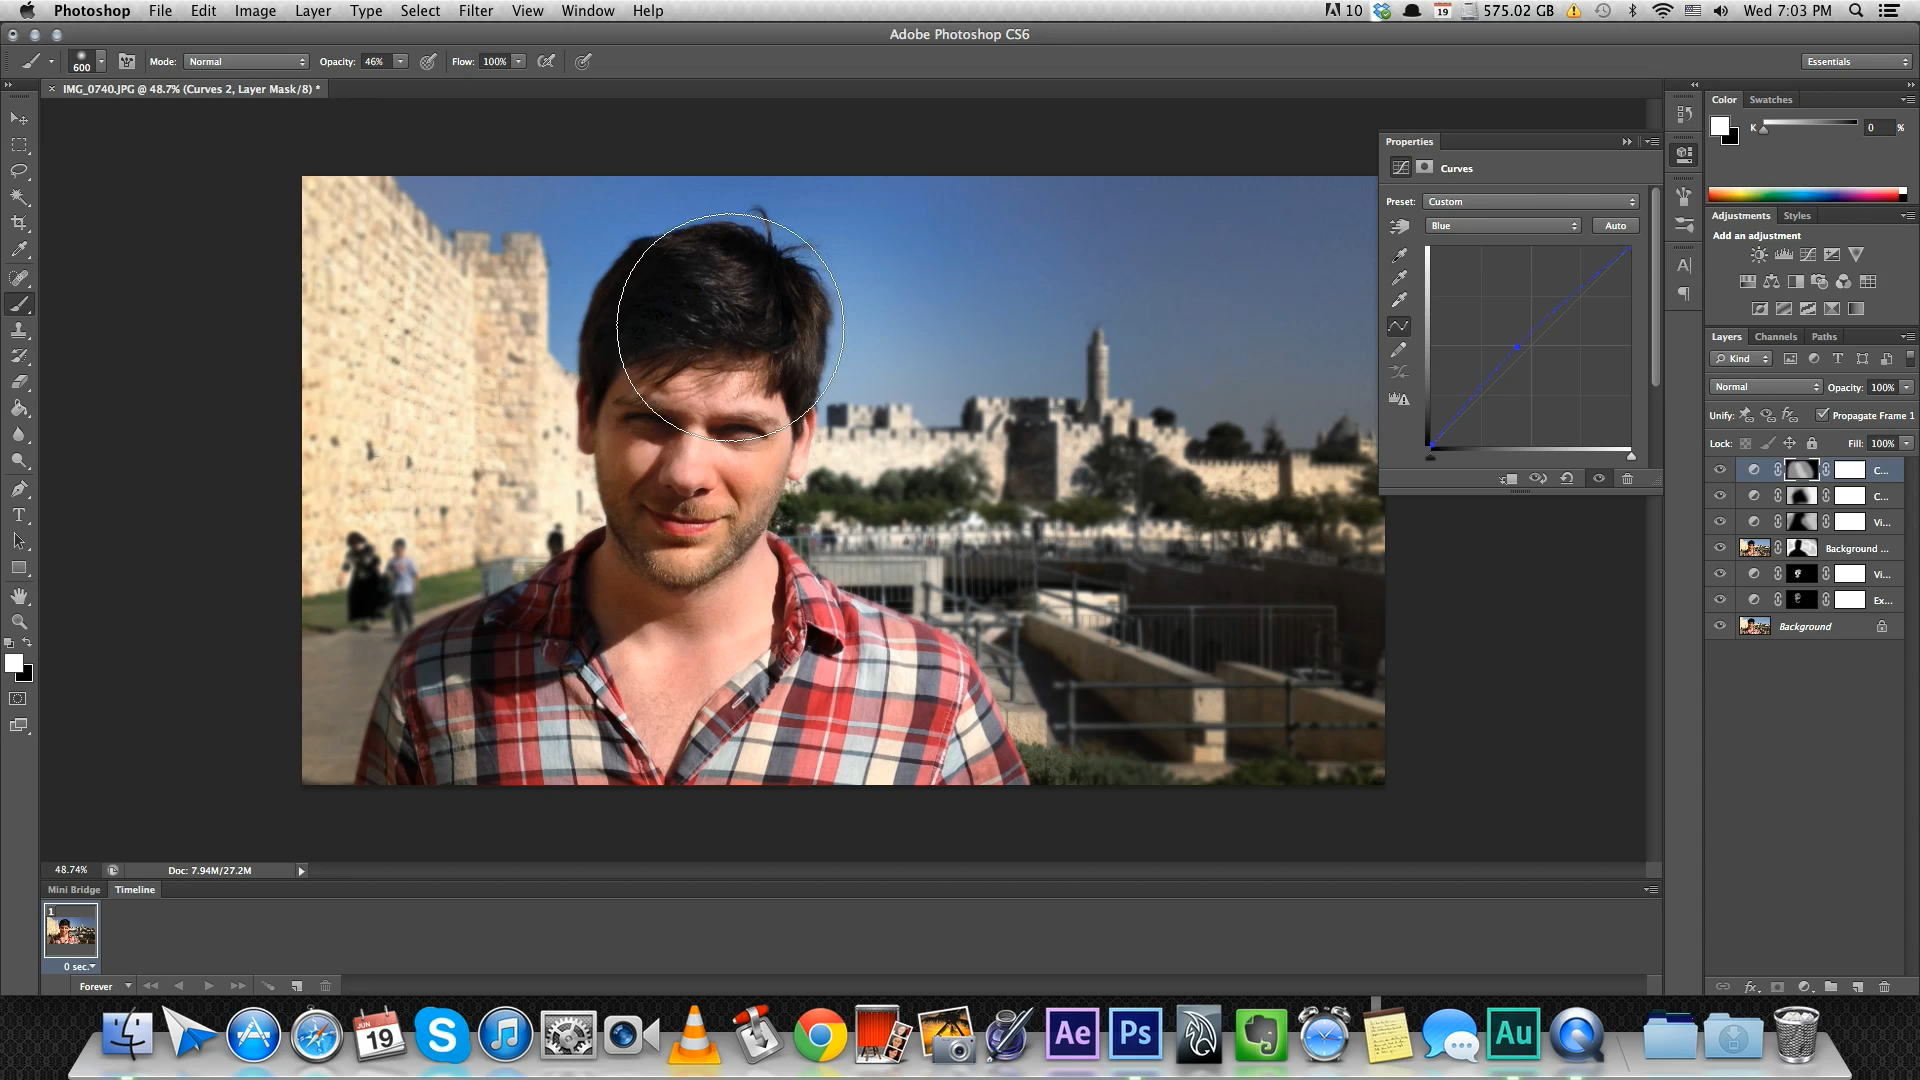 Photoshop File Edit Image Layer Type Select Filter View Window Help 10 19 575.02 GB Wed 7:03 PM
Adobe Photoshop CS6
600 Mode: Normal Opacity: 46% Flow: 100% Essentials
× IMG_0740.JPG @ 48.7% (Curves 2, Layer Mask/8) *
Color Swatches
K 0 %
Properties
Curves
Preset: Custom
Blue Auto
Adjustments Styles
Add an adjustment
Layers Channels Paths
Kind
Normal Opacity: 100%
Unify: Propagate Frame 1
Lock: Fill: 100%
C...
C...
Vi...
Background ...
Vi...
Ex...
Background
T
48.74% Doc: 7.94M/27.2M
Mini Bridge Timeline
1
0 sec.
Forever
fx
JUN
19
S
Ae
Ps
Au